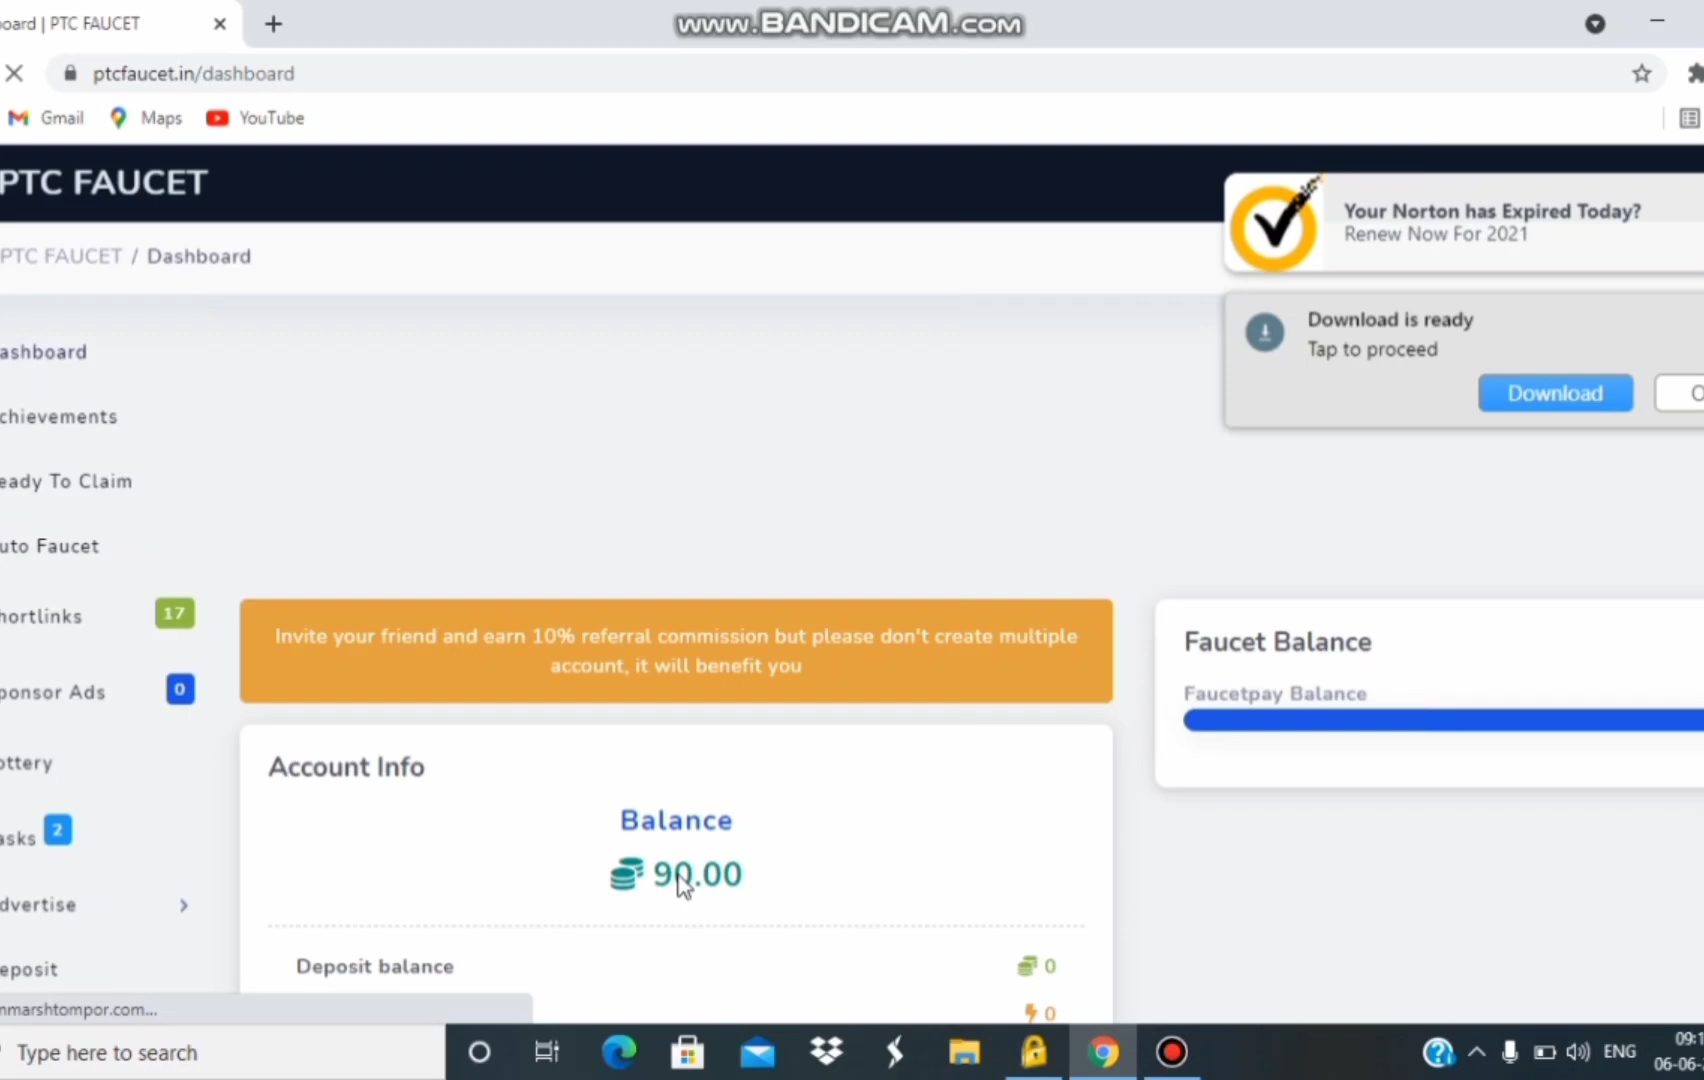 oard | PTC FAUCET
www.BANDICAM.com
ptcfaucet.in/dashboard
Gmail
Maps
YouTube
PTC FAUCET
Your Norton has Expired Today?
Renew Now For 2021
PTC FAUCET / Dashboard
Download is ready
Tap to proceed
Download
ashboard
chievements
eady To Claim
uto Faucet
hortlinks
17
ponsor Ads
0
ottery
asks
2
dvertise
eposit
Invite your friend and earn 10% referral commission but please don't create multiple
account, it will benefit you
Faucet Balance
Faucetpay Balance
Account Info
Balance
90.00
Deposit balance
0
0
nmarshtompor.com...
Type here to search
ENG
09:1
06-06-